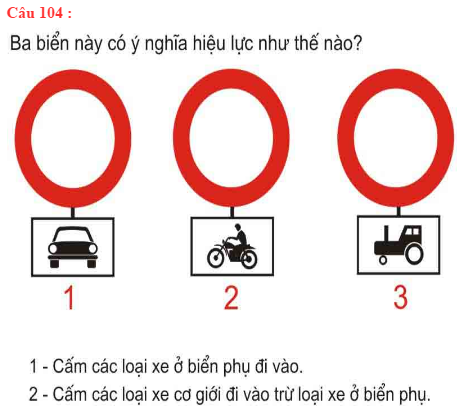 Câu 104 :
Ba biển này có ý nghĩa hiệu lực như thế nào?
1 2 3
1 - Cấm các loại xe ở biển phụ đi vào.
2 - Cấm các loại xe cơ giới đi vào trừ loại xe ở biển phụ.